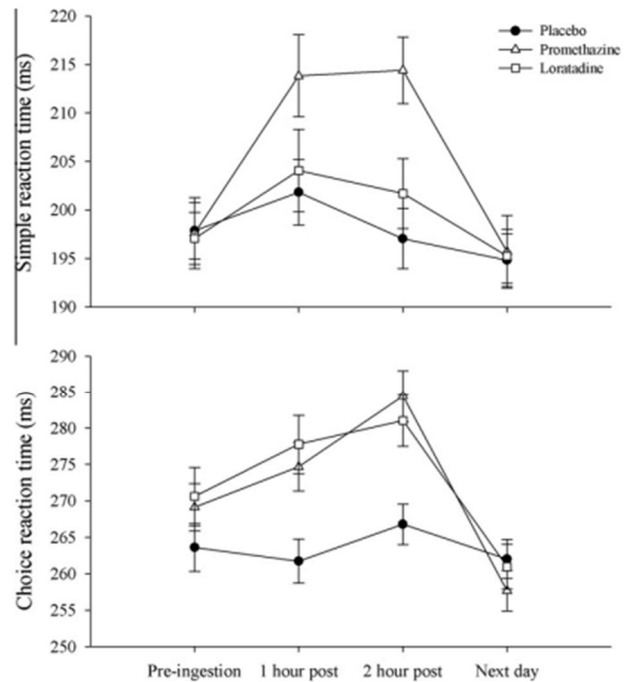 220
215
210
205
200
195
190
Simple reaction time (ms)
Placebo
Promethazine
Loratadine
290
285
280
275
270
265
260
255
250
Choice reaction time (ms)
Pre-ingestion 1 hour post 2 hour post Next day